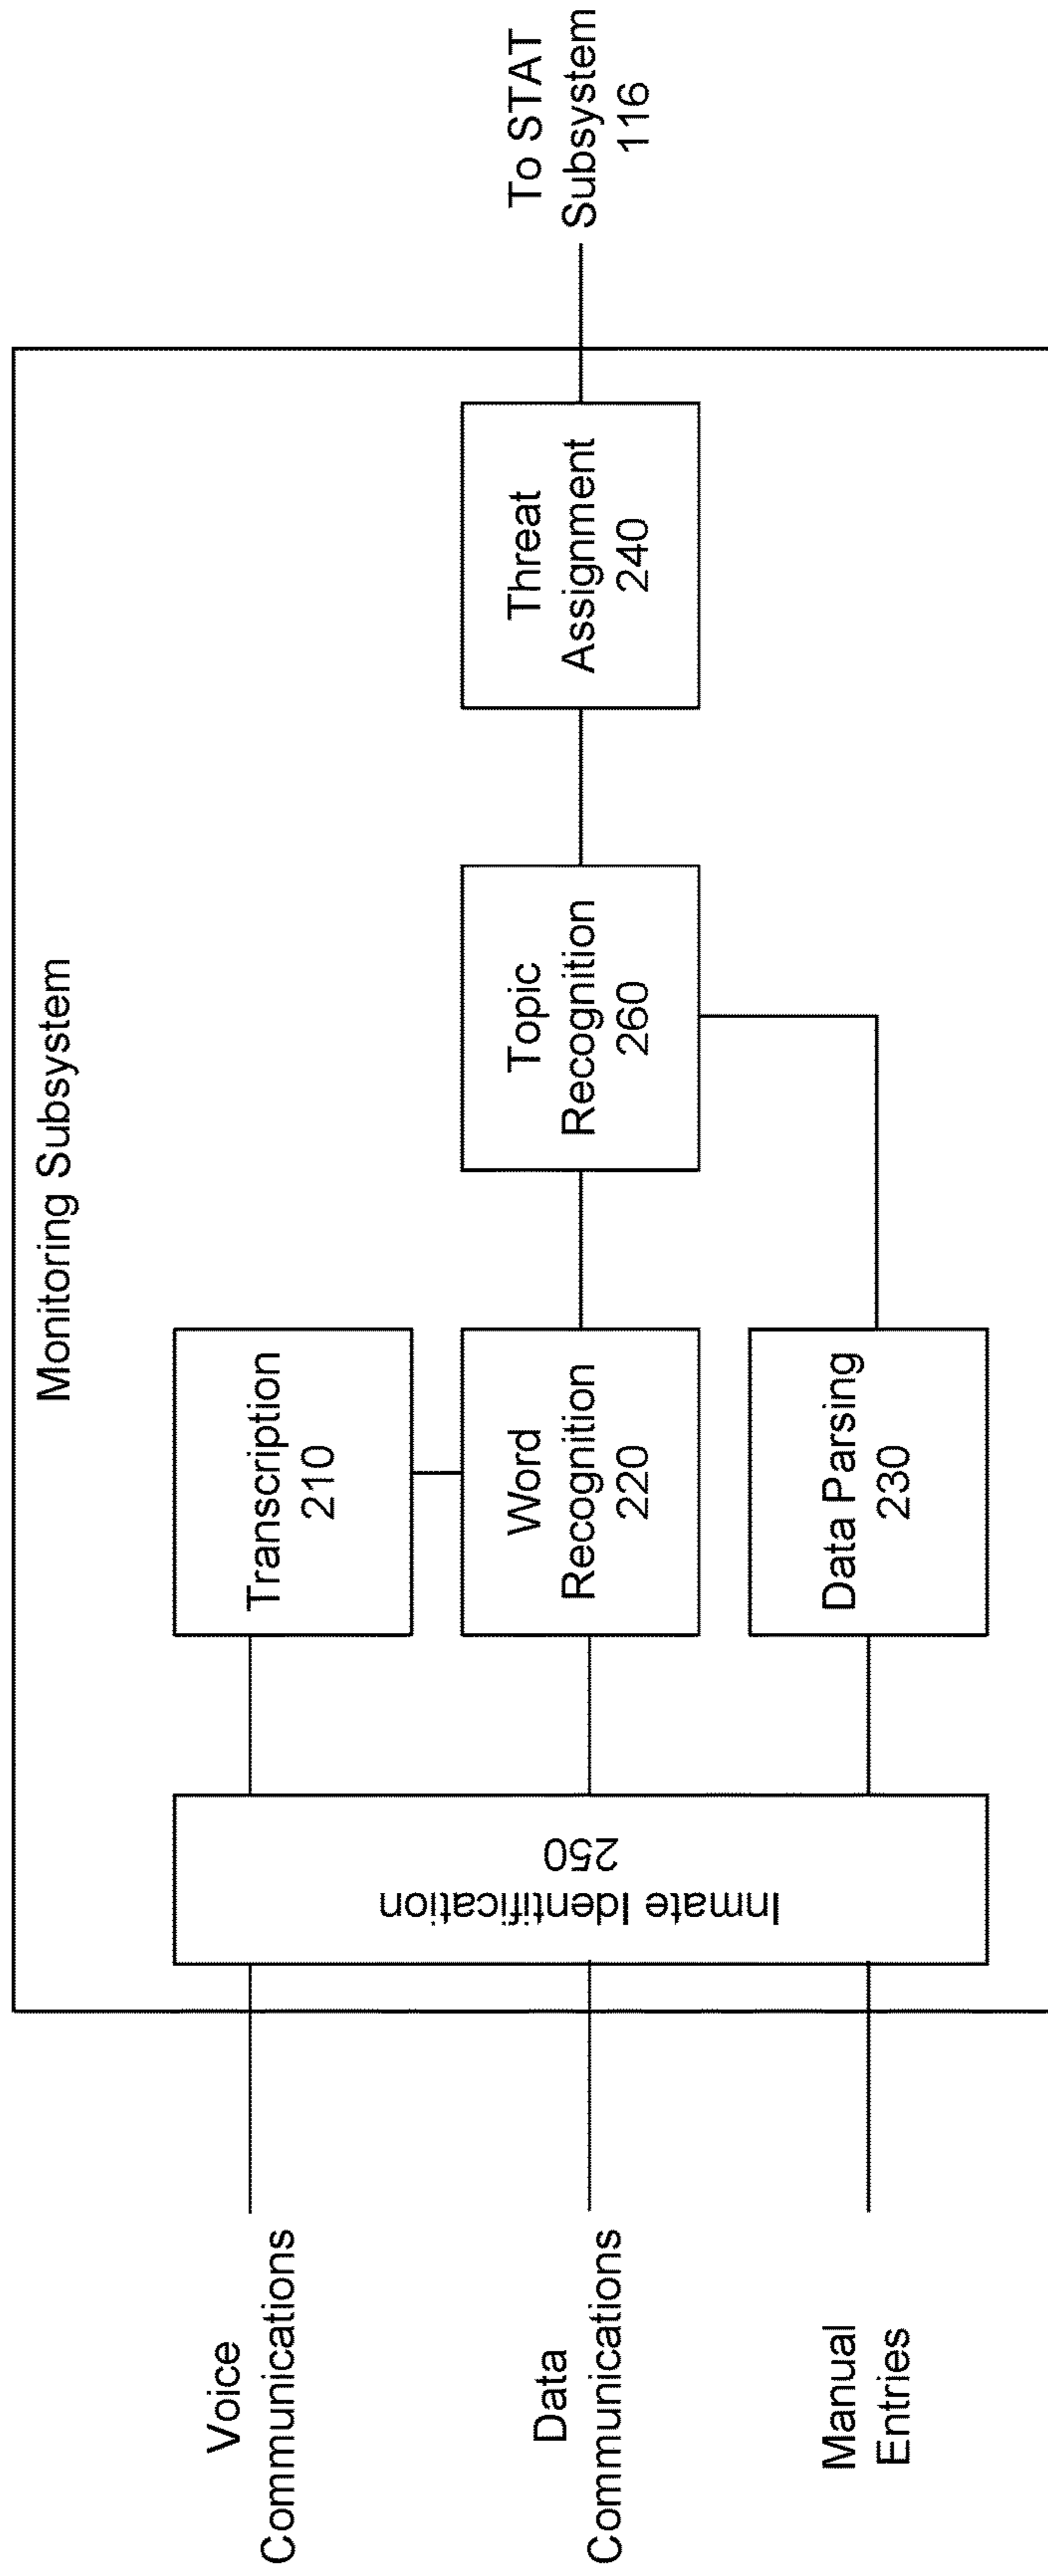 Monitoring Subsystem
Voice
Communications
Data
Communications
Manual
Entries
Inmate Identification
250
Transcription
210
Word
Recognition
220
Data Parsing
230
Topic
Recognition
260
Threat
Assignment
240
To STAT
Subsystem
116